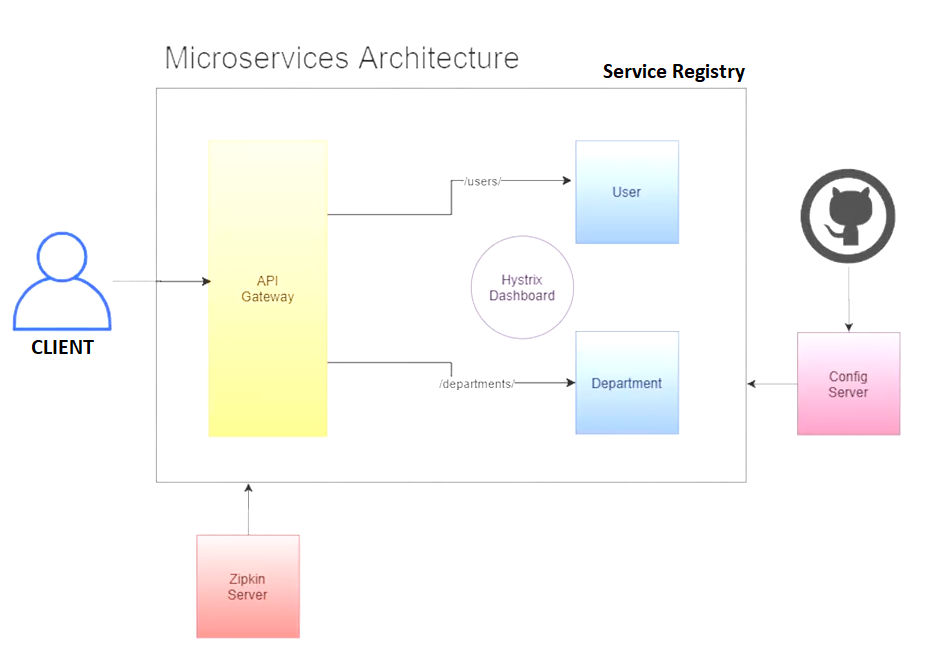 Microservices Architecture
Service Registry
/users/
User
API
Gateway
Hystrix
Dashboard
CLIENT
/departments/
Department
Config
Server
Zipkin
Server